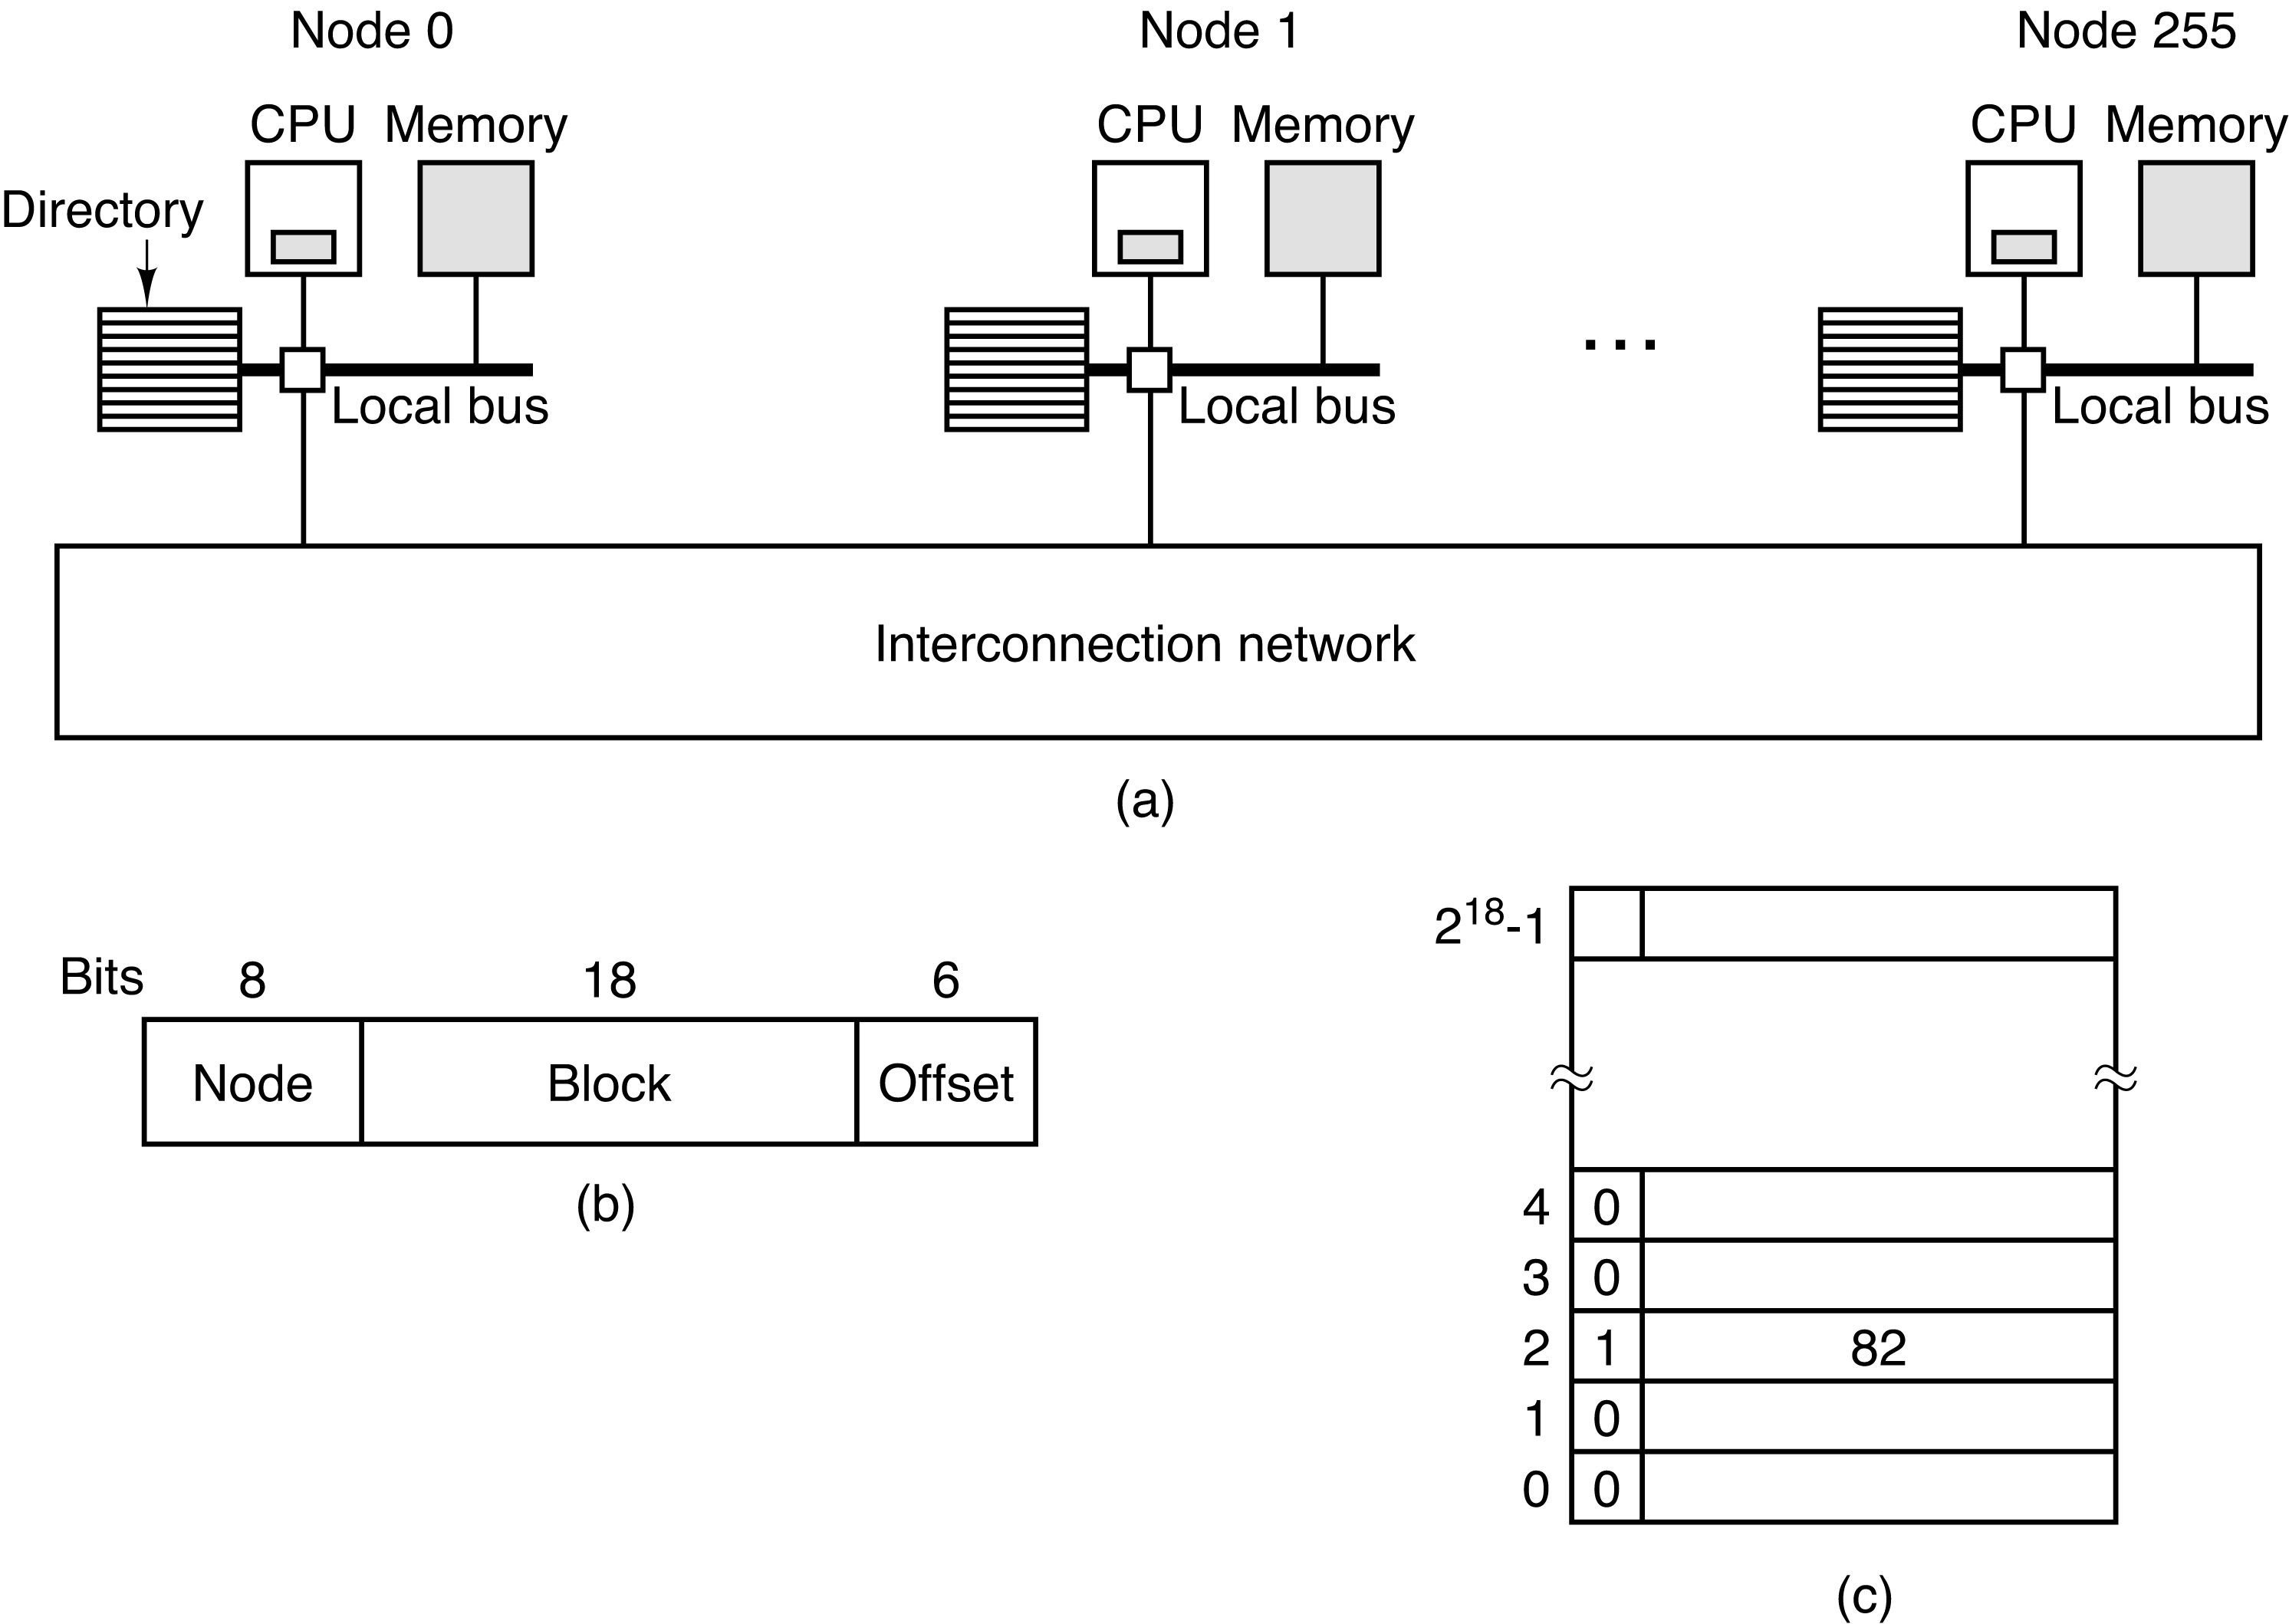 Node 0 Node 1 Node 255
CPU Memory CPU Memory CPU Memory
Directory
Local bus Local bus Local bus
...
Interconnection network
(a)
Bits 8 18 6
Node Block Offset
(b)
2¹⁸-1
4 0
3 0
2 1 82
1 0
0 0
(c)